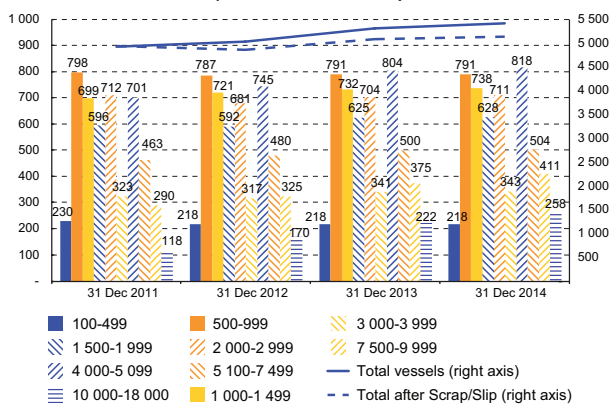 1 000
900
800
700
600
500
400
300
200
100
-
5 500
5 000
4 500
4 000
3 500
3 000
2 500
2 000
1 500
1 000
500
230 798 699 596 712 323 701 463 290 118
218 787 721 592 681 317 745 480 325 170
218 791 732 625 704 341 804 500 375 222
218 791 738 628 711 343 818 504 411 258
31 Dec 2011 31 Dec 2012 31 Dec 2013 31 Dec 2014
100-499 500-999 3 000-3 999
1 500-1 999 2 000-2 999 7 500-9 999
4 000-5 099 5 100-7 499 Total vessels (right axis)
10 000-18 000 1 000-1 499 Total after Scrap/Slip (right axis)